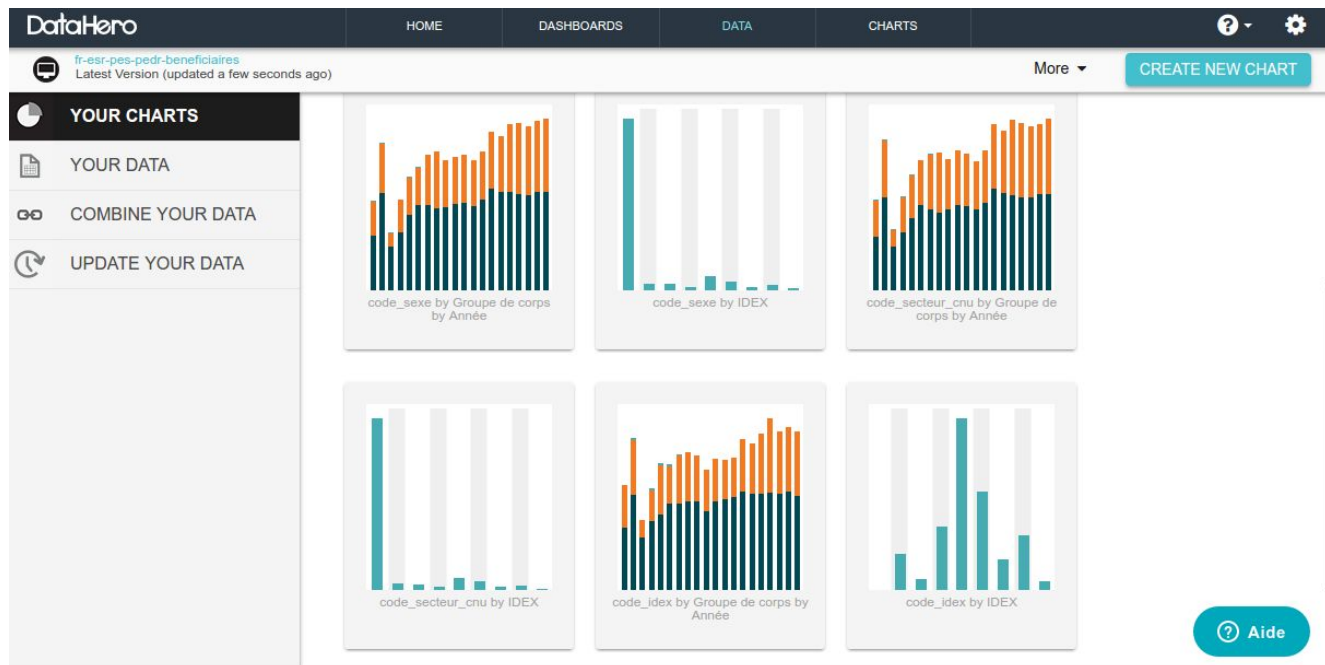 DataHero
HOME
DASHBOARDS
DATA
CHARTS
fr-esr-pes-pedr-beneficiaires
Latest Version (updated a few seconds ago)
More
CREATE NEW CHART
YOUR CHARTS
YOUR DATA
COMBINE YOUR DATA
UPDATE YOUR DATA
code_sexe by Groupe de corps
by Année
code_sexe by IDEX
code_secteur_cnu by Groupe de
corps by Année
code_secteur_cnu by IDEX
code_idex by Groupe de corps by
Année
code_idex by IDEX
Aide